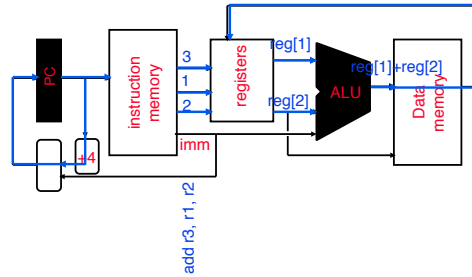 PC
+4
instruction
memory
3
1
2
imm
registers
reg[1]
reg[2]
ALU
reg[1]+reg[2]
Data
memory
add r3, r1, r2